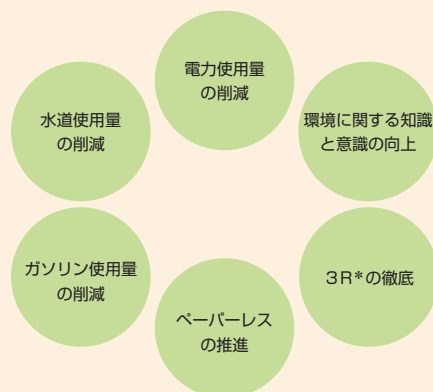 電力使用量
の削減
水道使用量
の削減
環境に関する知識
と意識の向上
ガソリン使用量
の削減
3R*の徹底
ペーパーレス
の推進